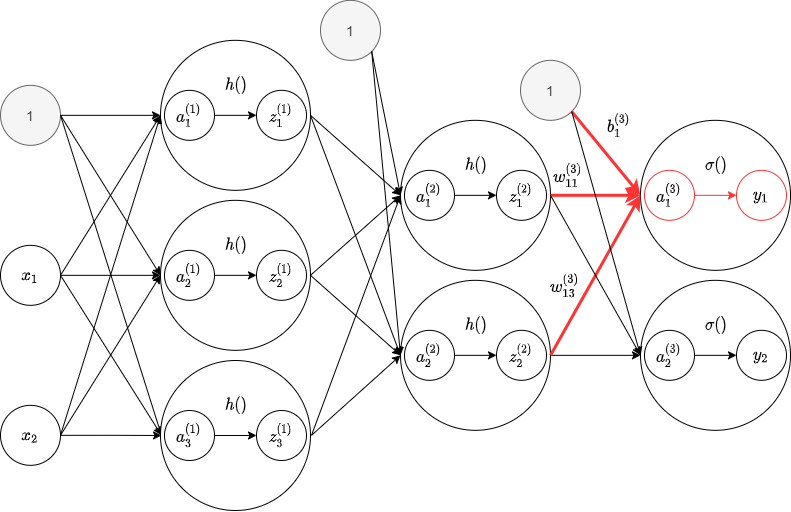 1
1
1
h()
a_1^{(1)} z_1^{(1)}
b_1^{(3)}
h()
σ()
w_{11}^{(3)}
a_1^{(2)} z_1^{(2)}
a_1^{(3)} y_1
h()
x_1
a_2^{(1)} z_2^{(1)}
w_{13}^{(3)}
h()
σ()
a_2^{(2)} z_2^{(2)}
a_2^{(3)} y_2
h()
x_2
a_3^{(1)} z_3^{(1)}